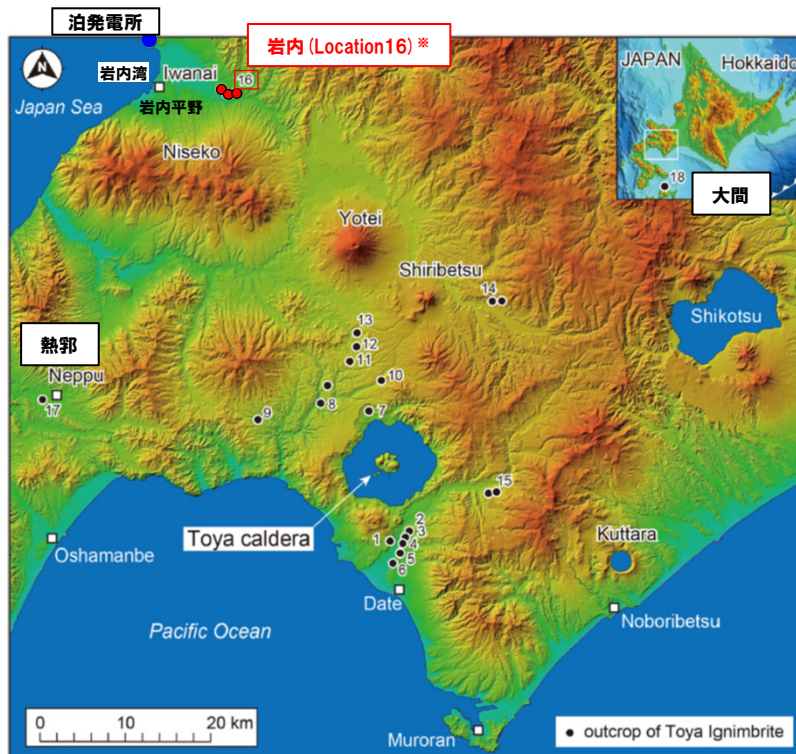 泊発電所
岩内 (Location16) ※
岩内湾
Iwanai
16
JAPAN
Hokkaido
Japan Sea
岩内平野
18
大間
Niseko
Yotei
Shiribetsu
14
Shikotsu
13
12
11
熱郛
Neppu
10
17
8
7
9
15
Toya caldera
2
3
1
4
5
6
Kuttara
Oshamanbe
Date
Noboribetsu
Pacific Ocean
0 10 20 km
Muroran
● outcrop of Toya Ignimbrite